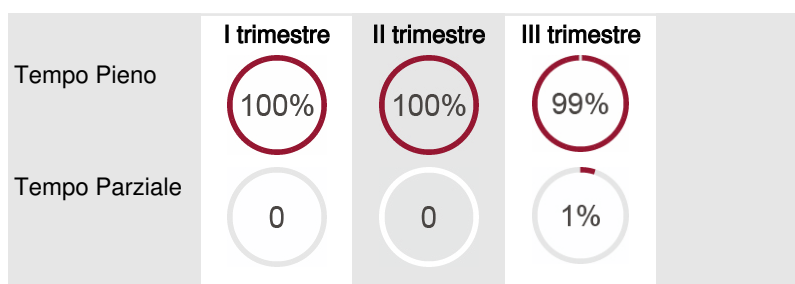 I trimestre II trimestre III trimestre
Tempo Pieno 100% 100% 99%
Tempo Parziale 0 0 1%